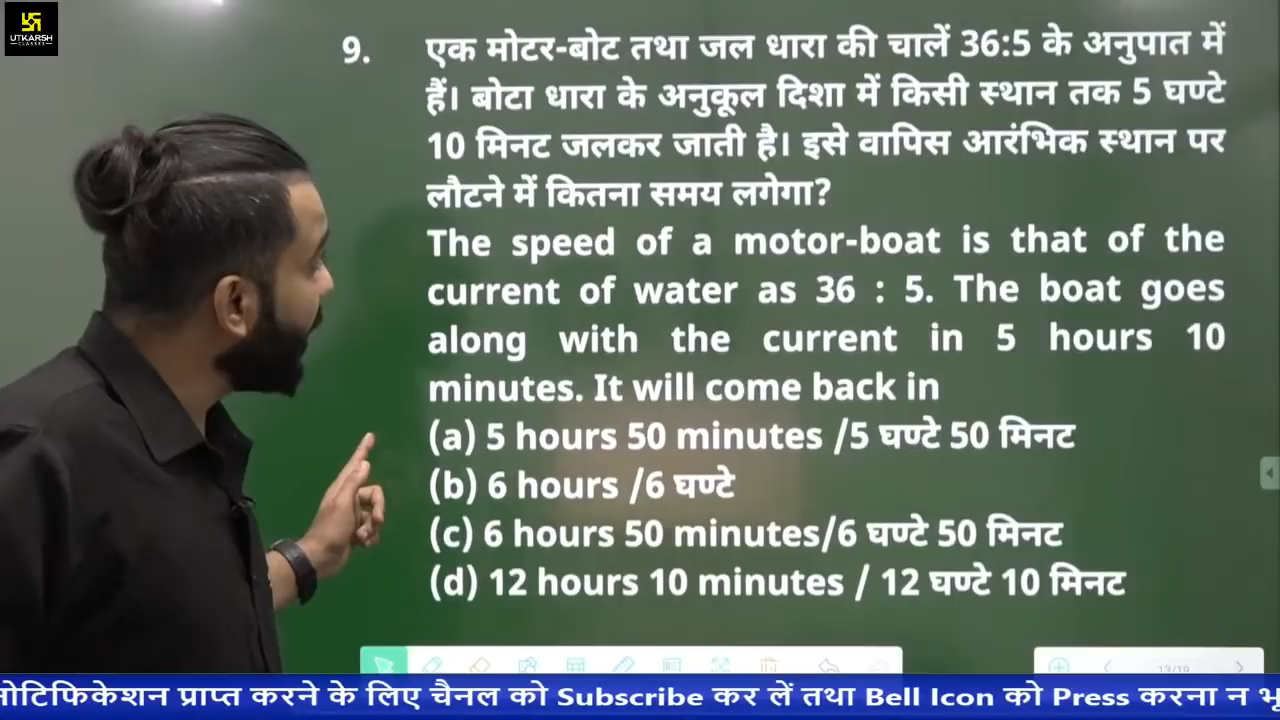 UTKARSH
CLASSES
9. एक मोटर-बोट तथा जल धारा की चालें 36:5 के अनुपात में
हैं। बोटा धारा के अनुकूल दिशा में किसी स्थान तक 5 घण्टे
10 मिनट जलकर जाती है। इसे वापिस आरंभिक स्थान पर
लौटने में कितना समय लगेगा?
The speed of a motor-boat is that of the
current of water as 36 : 5. The boat goes
along with the current in 5 hours 10
minutes. It will come back in
(a) 5 hours 50 minutes /5 घण्टे 50 मिनट
(b) 6 hours /6 घण्टे
(c) 6 hours 50 minutes/6 घण्टे 50 मिनट
(d) 12 hours 10 minutes / 12 घण्टे 10 मिनट
13/19
नोटिफिकेशन प्राप्त करने के लिए चैनल को Subscribe कर लें तथा Bell Icon को Press करना न